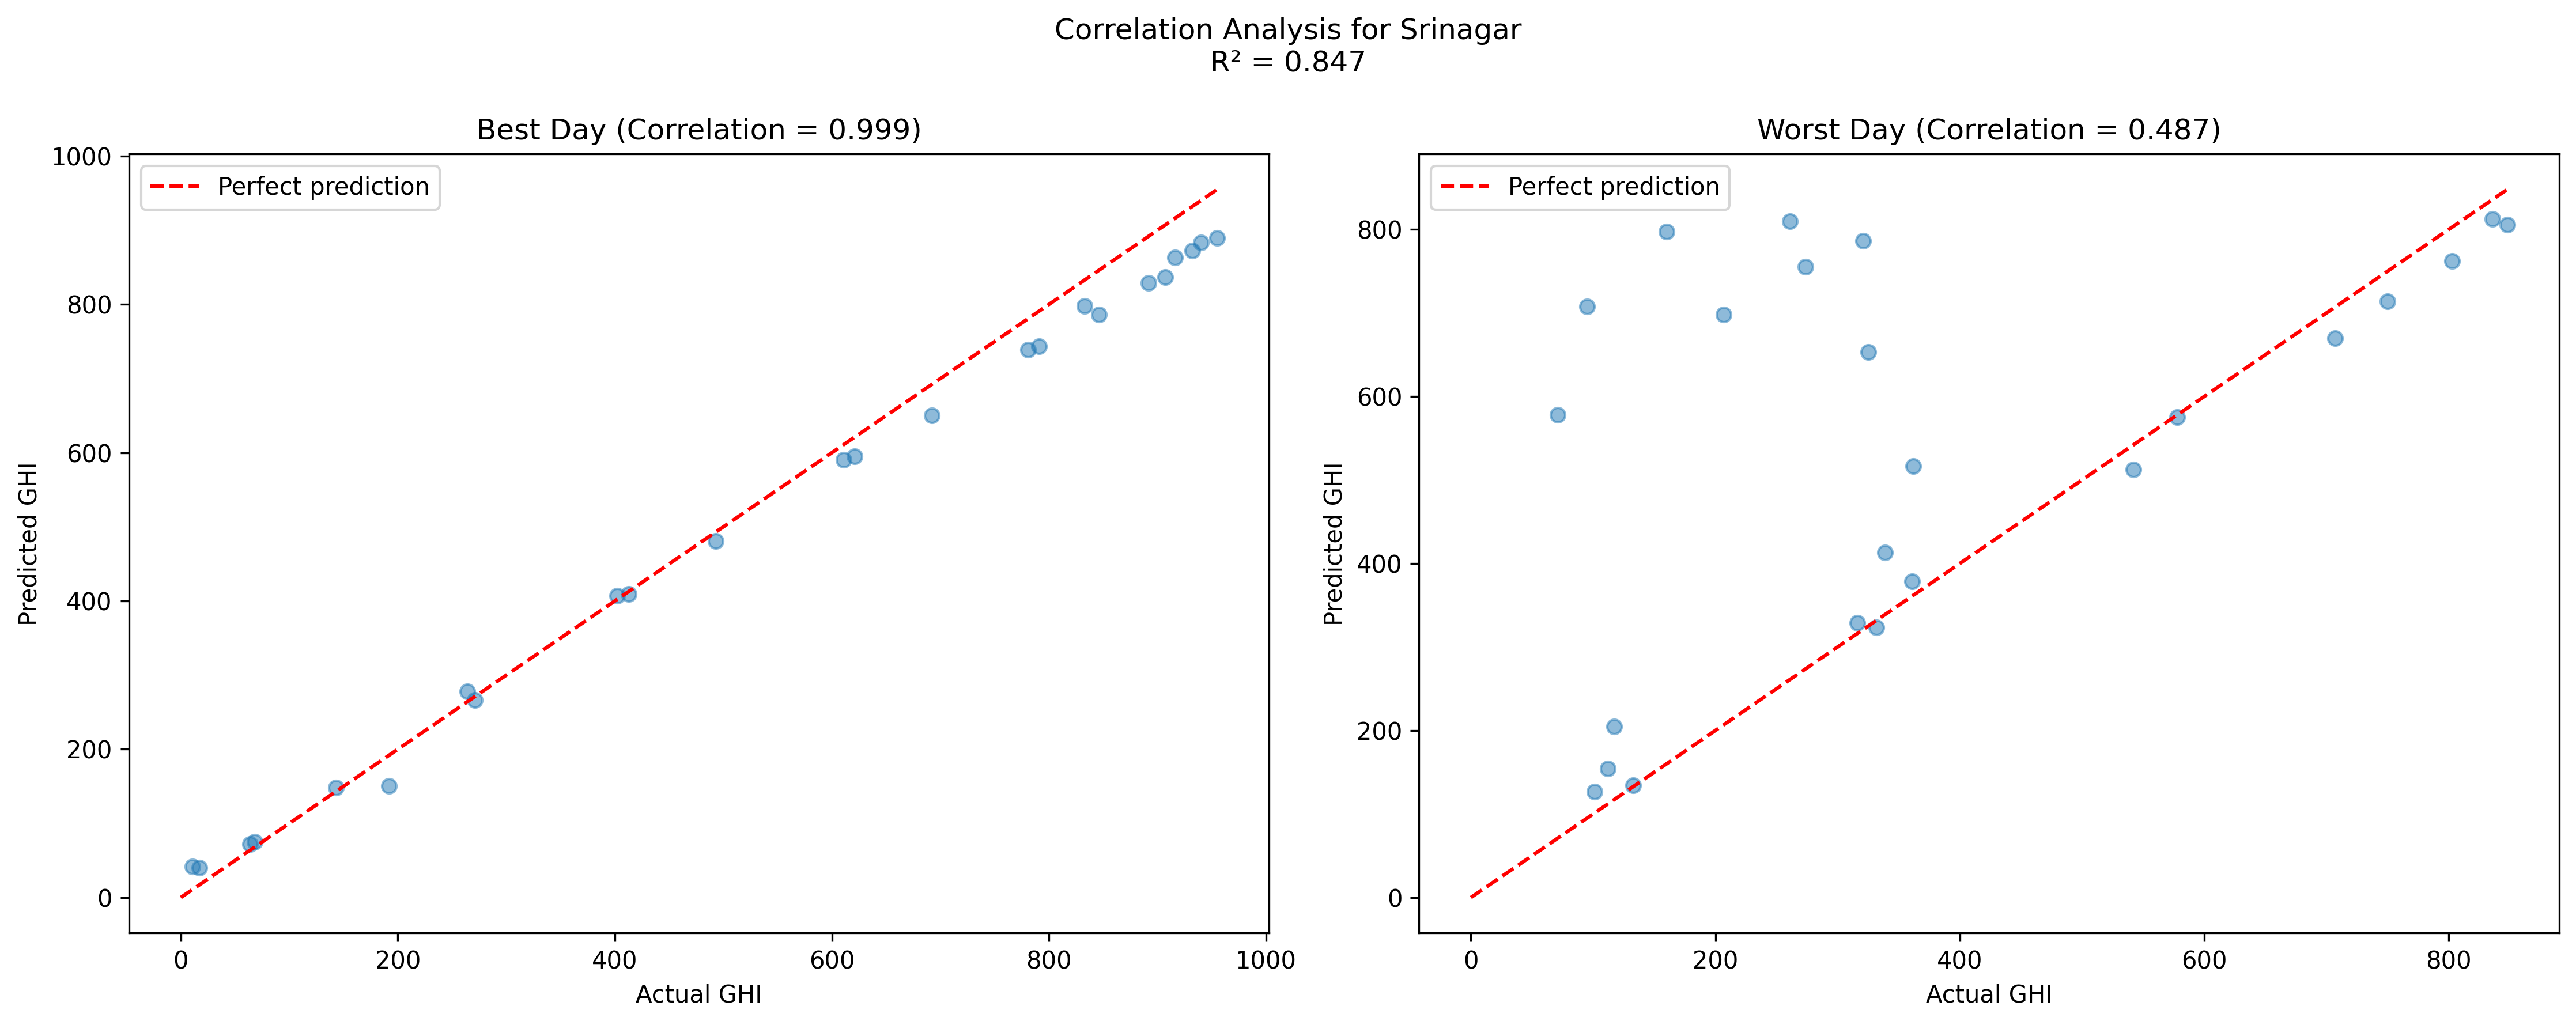 Correlation Analysis for Srinagar
R² = 0.847
Best Day (Correlation = 0.999)
Perfect prediction
1000
800
600
400
200
0
Predicted GHI
0 200 400 600 800 1000
Actual GHI
Worst Day (Correlation = 0.487)
Perfect prediction
800
600
400
200
0
Predicted GHI
0 200 400 600 800
Actual GHI